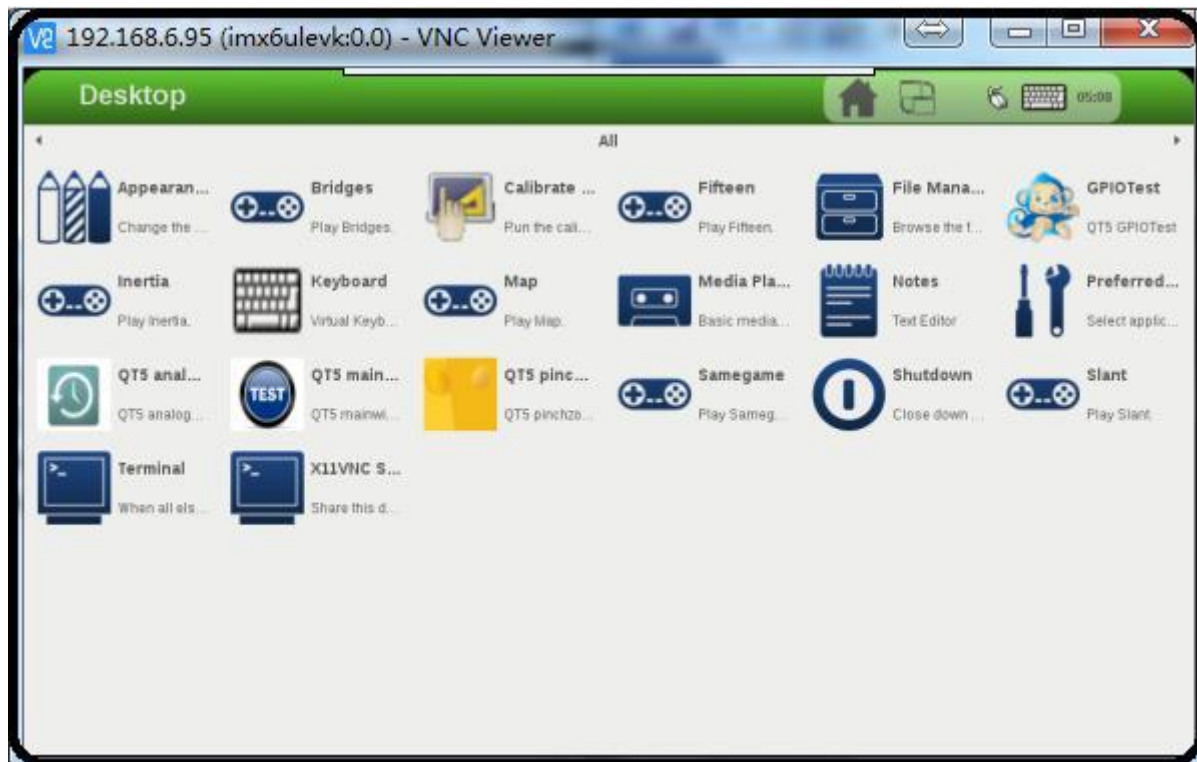 192.168.6.95 (imx6ulevk:0.0) - VNC Viewer
Desktop
05:08
All
Appearan...
Change the ...
Bridges
Play Bridges.
Calibrate ...
Run the cali...
Fifteen
Play Fifteen.
File Mana...
Browse the f...
GPIOTest
QT5 GPIOTest
Inertia
Play Inertia.
Keyboard
Virtual Keyb...
Map
Play Map.
Media Pla...
Basic media...
Notes
Text Editor
Preferred...
Select applic...
QT5 anal...
QT5 analog...
TEST
QT5 main...
QT5 mainwi...
QT5 pinc...
QT5 pinchzo...
Samegame
Play Sameg...
Shutdown
Close down ...
Slant
Play Slant.
Terminal
When all els...
X11VNC S...
Share this d...